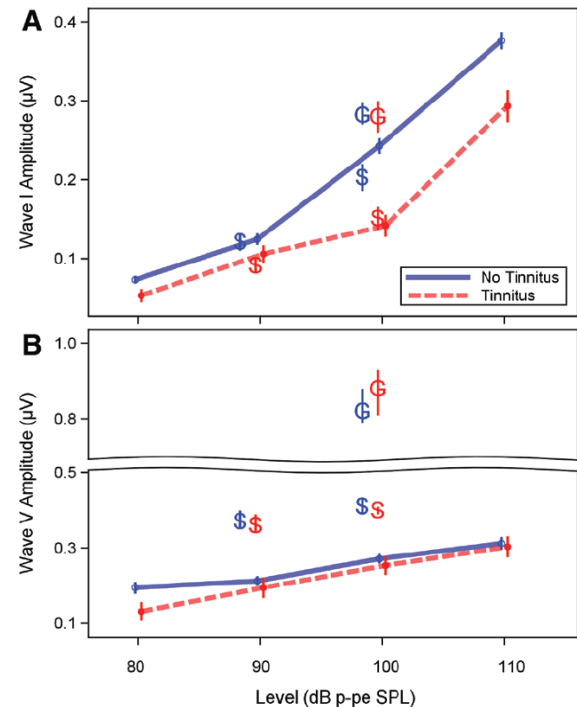 A
0.4
0.3
0.2
0.1
Wave I Amplitude (µV)
G G
$
$
$
$
No Tinnitus
Tinnitus
B
1.0
0.8
0.5
0.3
0.1
Wave V Amplitude (µV)
G
G
$ $
$ $
80 90 100 110
Level (dB p-pe SPL)